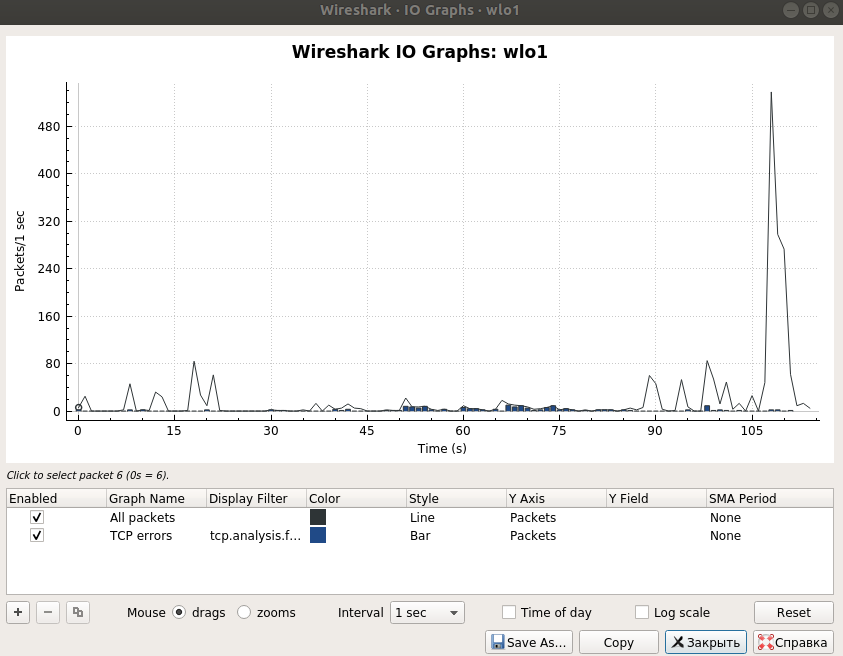 Wireshark · IO Graphs · wlo1
Wireshark IO Graphs: wlo1
Packets/1 sec
480
400
320
240
160
80
0
0 15 30 45 60 75 90 105
Time (s)
Click to select packet 6 (0s = 6).
Enabled Graph Name Display Filter Color Style Y Axis Y Field SMA Period
All packets Line Packets None
TCP errors tcp.analysis.f... Bar Packets None
Mouse drags zooms Interval 1 sec Time of day Log scale Reset
Save As... Copy Закрыть Справка